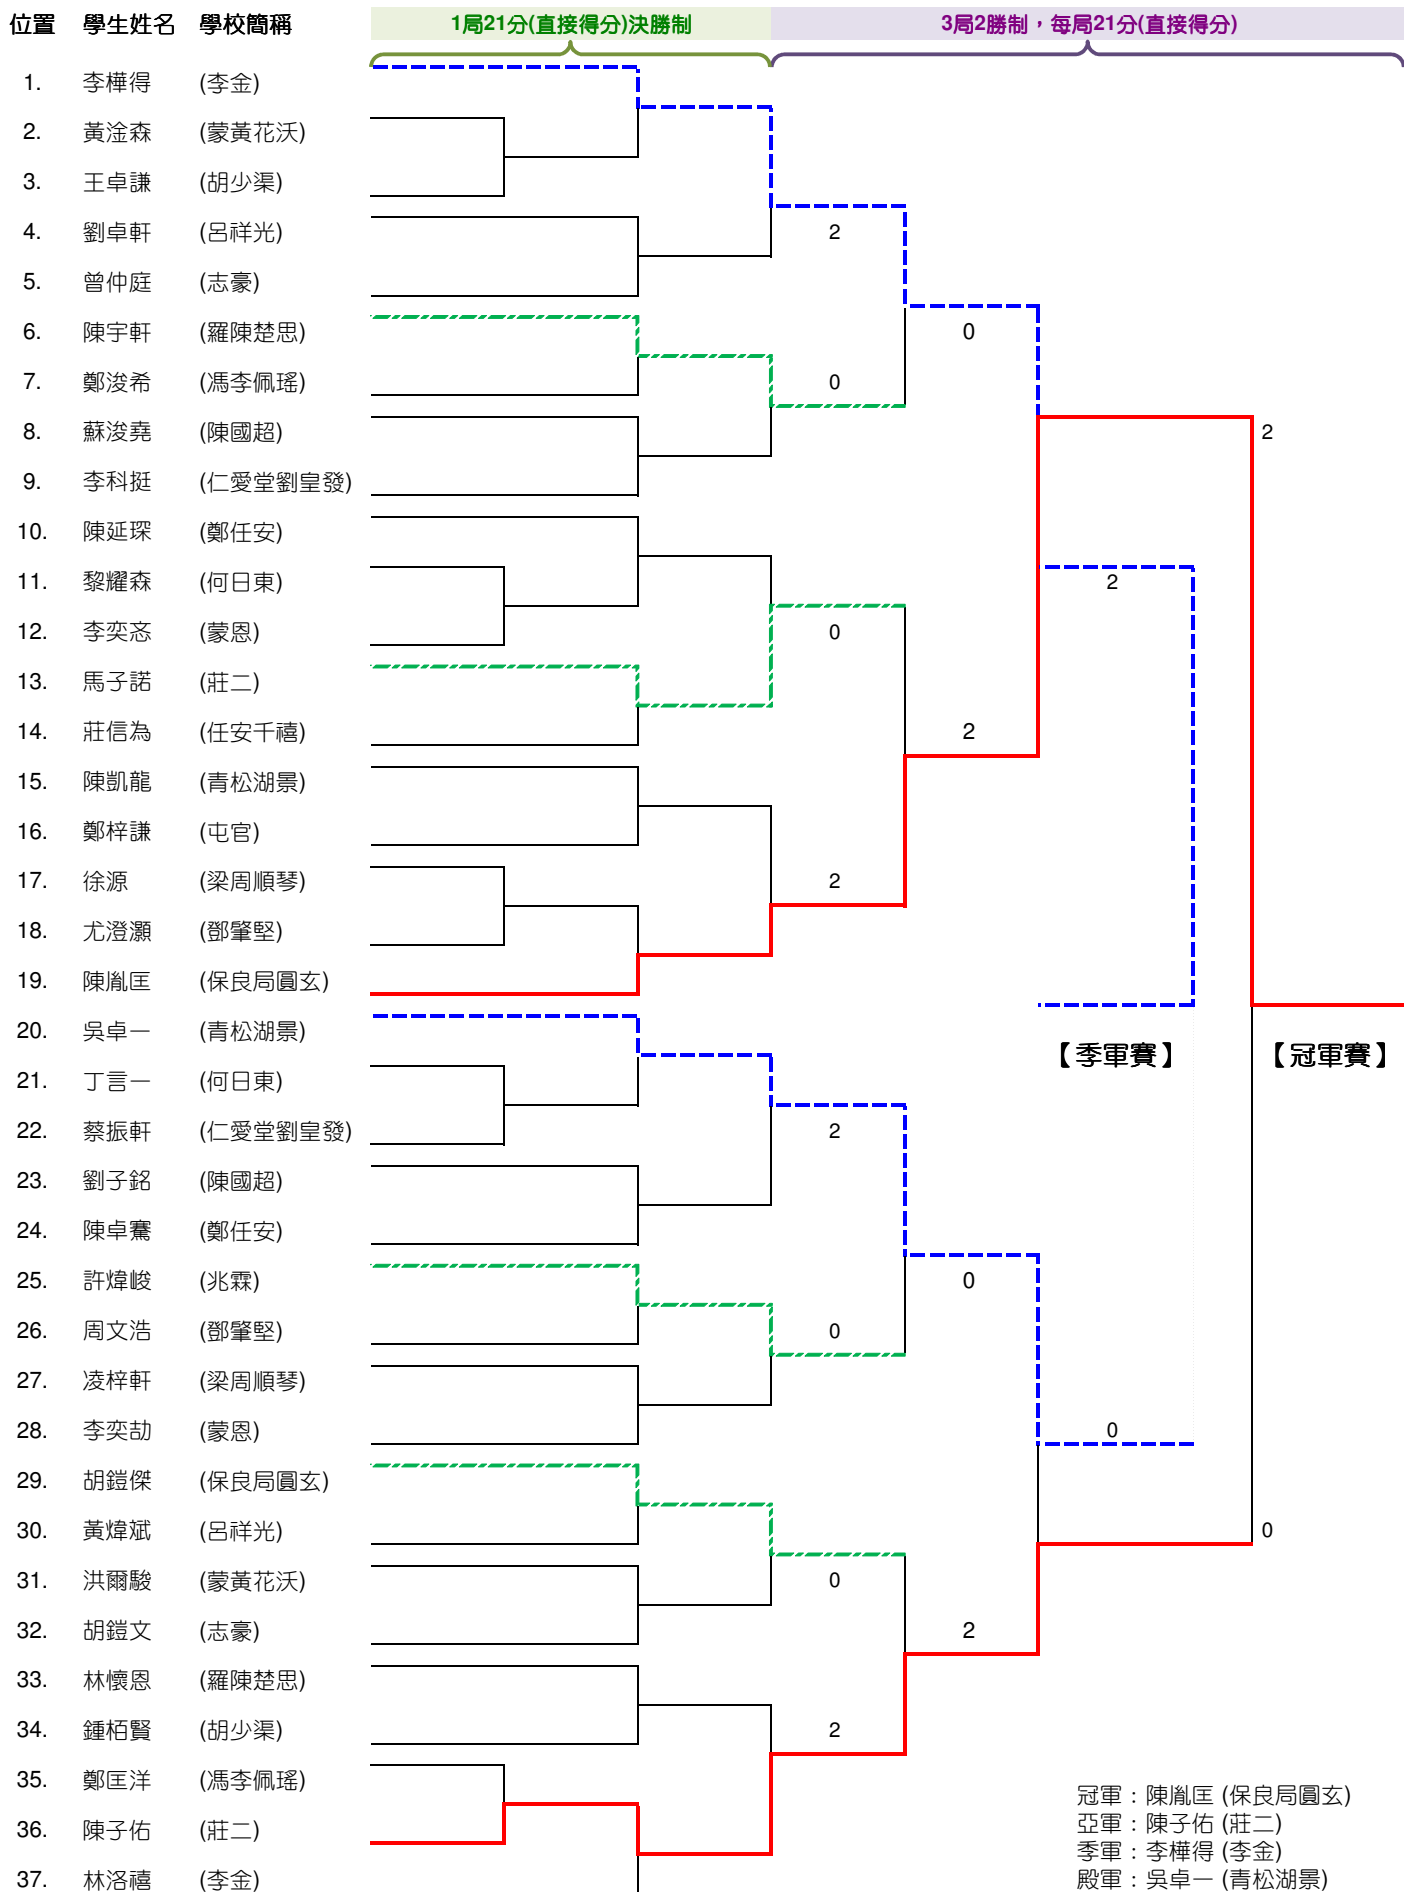 位置 學生姓名 學校簡稱 1局21分(直接得分)決勝制 3局2勝制，每局21分(直接得分)
1. 李樺得 (李金)
2. 黃淦森 (蒙黃花沃)
3. 王卓謙 (胡少渠)
4. 劉卓軒 (呂祥光) 2
5. 曾仲庭 (志豪)
6. 陳宇軒 (羅陳楚思) 0
7. 鄭浚希 (馮李佩瑤) 0
8. 蘇浚堯 (陳國超) 2
9. 李科挺 (仁愛堂劉皇發)
10. 陳延琛 (鄭任安)
11. 黎耀森 (何日東) 2
12. 李奕忞 (蒙恩) 0
13. 馬子諾 (莊二)
14. 莊信為 (任安千禧) 2
15. 陳凱龍 (青松湖景)
16. 鄭梓謙 (屯官)
17. 徐源 (梁周順琴) 2
18. 尤澄灝 (鄧肇堅)
19. 陳胤匡 (保良局圓玄)
20. 吳卓一 (青松湖景)
【季軍賽】 【冠軍賽】
21. 丁言一 (何日東)
22. 蔡振軒 (仁愛堂劉皇發) 2
23. 劉子銘 (陳國超)
24. 陳卓騫 (鄭任安)
25. 許煒峻 (兆霖) 0
26. 周文浩 (鄧肇堅) 0
27. 凌梓軒 (梁周順琴)
28. 李奕劼 (蒙恩) 0
29. 胡鎧傑 (保良局圓玄)
30. 黃煒斌 (呂祥光) 0
31. 洪爾駿 (蒙黃花沃) 0
32. 胡鎧文 (志豪) 2
33. 林懷恩 (羅陳楚思)
34. 鍾栢賢 (胡少渠) 2
35. 鄭匡洋 (馮李佩瑤)
36. 陳子佑 (莊二)
37. 林洛禧 (李金)
冠軍：陳胤匡 (保良局圓玄)
亞軍：陳子佑 (莊二)
季軍：李樺得 (李金)
殿軍：吳卓一 (青松湖景)